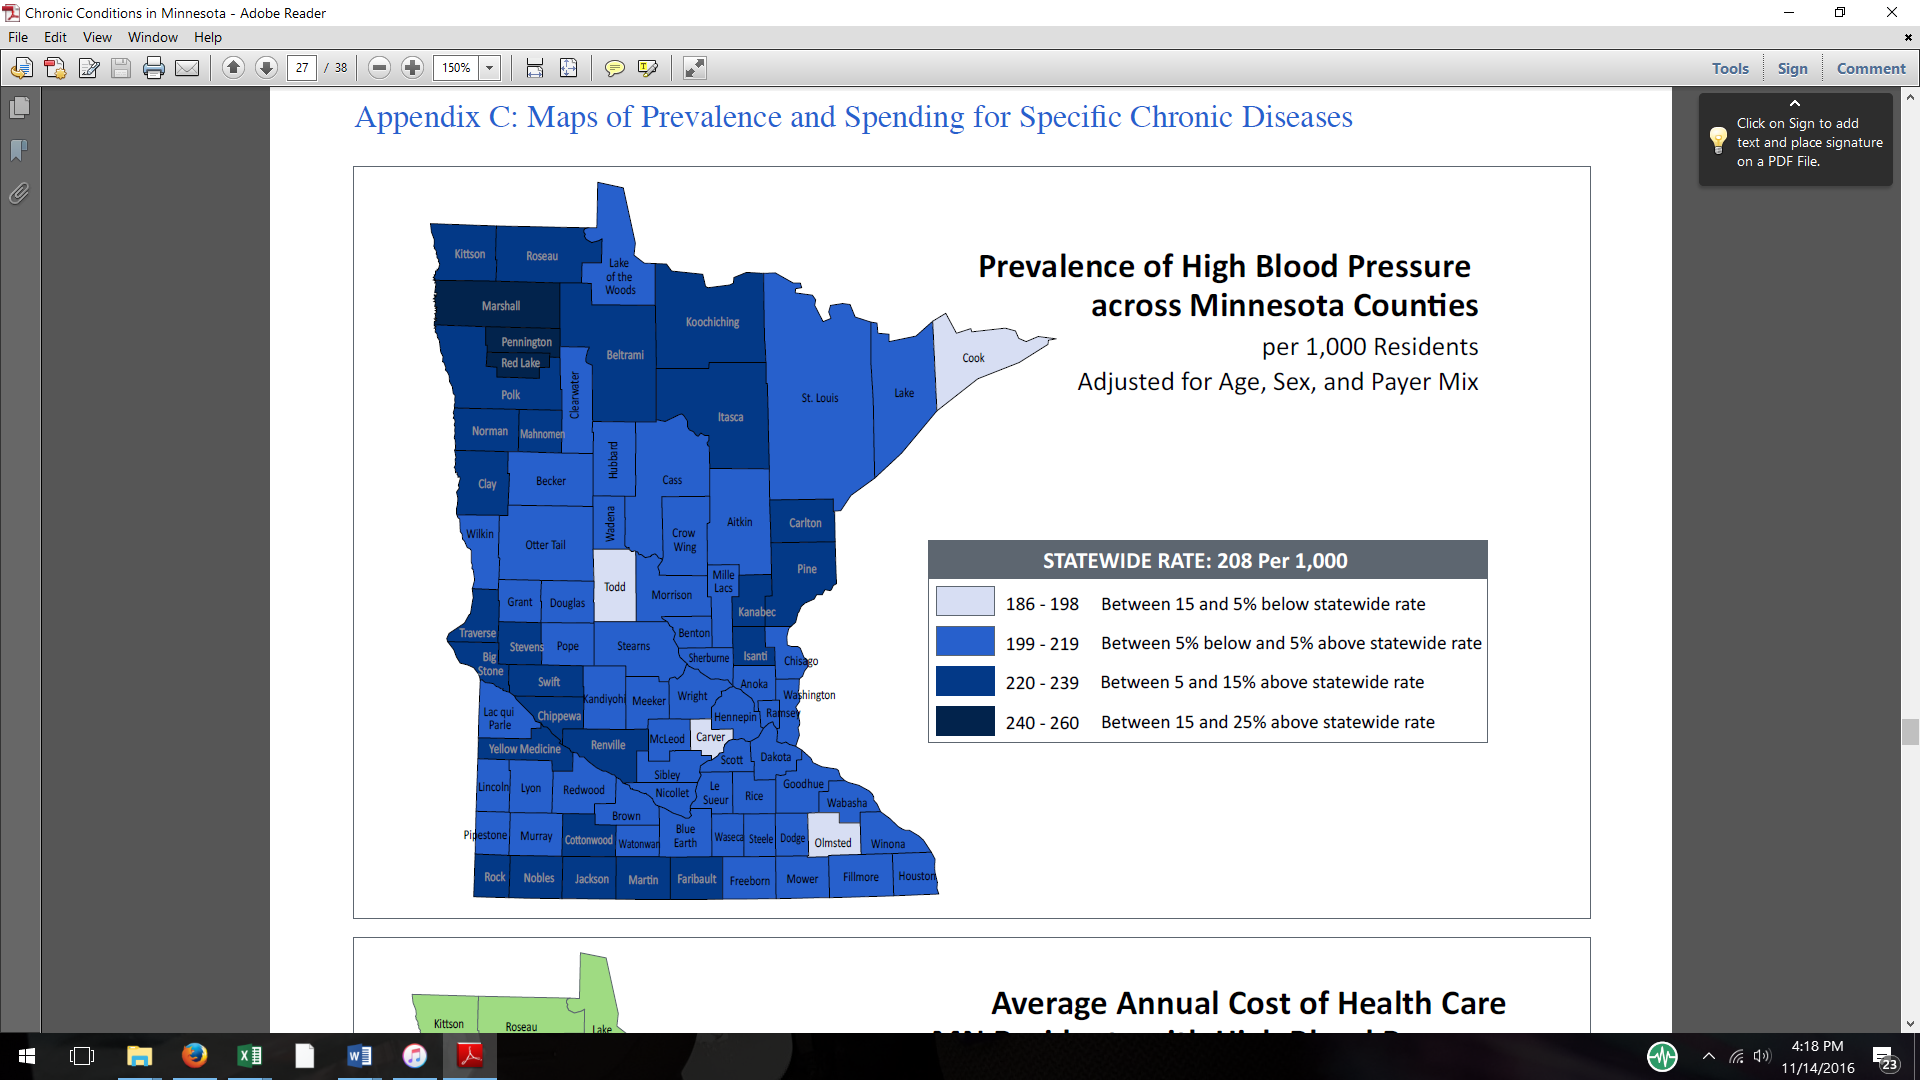 Chronic Conditions in Minnesota - Adobe Reader
File Edit View Window Help
27 / 38 150% Tools Sign Comment
Click on Sign to add
text and place signature
on a PDF File.
Appendix C: Maps of Prevalence and Spending for Specific Chronic Diseases
Prevalence of High Blood Pressure
across Minnesota Counties
per 1,000 Residents
Adjusted for Age, Sex, and Payer Mix
Kittson
Roseau
Lake
of the
Woods
Marshall
Koochiching
Pennington
Red Lake
Beltrami
Cook
Polk
Clearwater
St. Louis
Lake
Itasca
Norman
Mahnomen
Hubbard
Clay
Becker
Cass
Wilkin
Otter Tail
Wadena
Crow
Wing
Aitkin
Carlton
Pine
Todd
Mille
Lacs
Grant
Douglas
Morrison
Kanabec
Traverse
Stevens
Pope
Stearns
Benton
Big
Stone
Sherburne
Isanti
Chisago
Swift
Kandiyohi
Meeker
Wright
Anoka
Washington
Lac qui
Parle
Chippewa
Hennepin
Ramsey
Yellow Medicine
Renville
McLeod
Carver
Scott
Dakota
Sibley
Lincoln
Lyon
Redwood
Nicollet
Le
Sueur
Rice
Goodhue
Wabasha
Brown
Pipestone
Murray
Cottonwood
Watonwan
Blue
Earth
Waseca
Steele
Dodge
Olmsted
Winona
Rock
Nobles
Jackson
Martin
Faribault
Freeborn
Mower
Fillmore
Houston
STATEWIDE RATE: 208 Per 1,000
186 - 198 Between 15 and 5% below statewide rate
199 - 219 Between 5% below and 5% above statewide rate
220 - 239 Between 5 and 15% above statewide rate
240 - 260 Between 15 and 25% above statewide rate
Average Annual Cost of Health Care
Kittson
Roseau
Lake
4:18 PM
11/14/2016
23